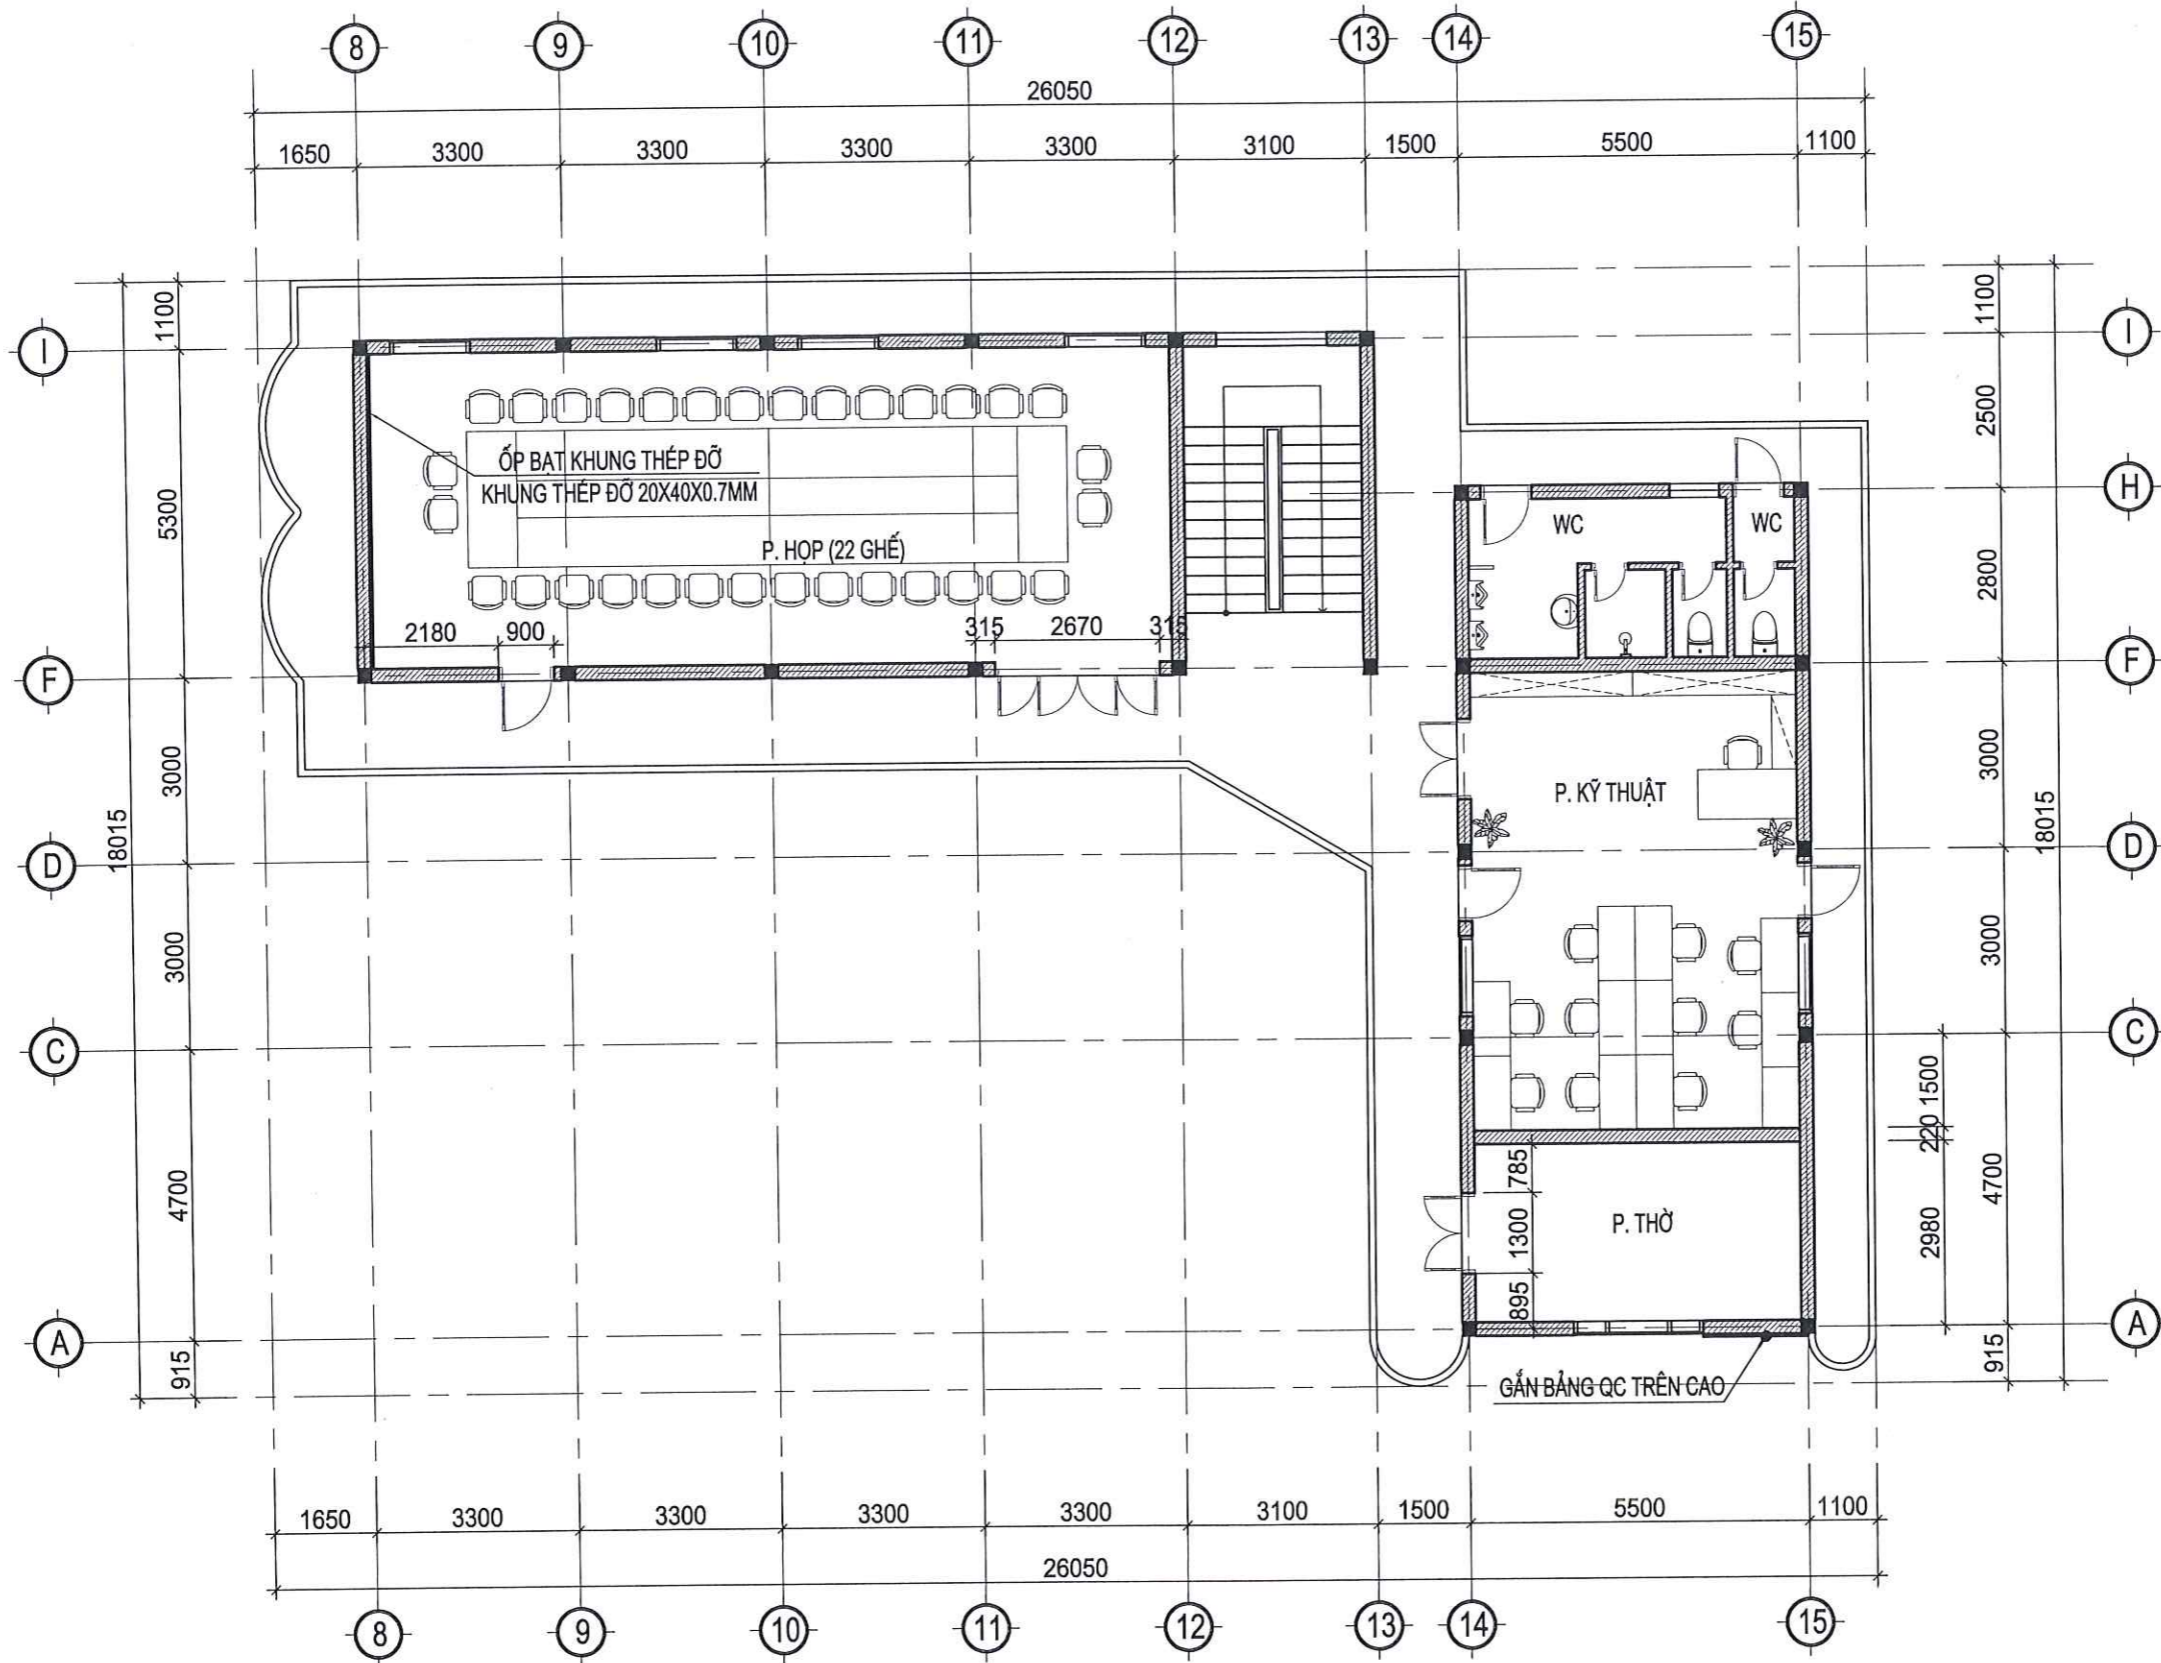 8 9 10 11 12 13 14 15
26050
1650 3300 3300 3300 3300 3100 1500 5500 1100
1100 1100
I I
2500
H
5300
ỐP BẠT KHUNG THÉP ĐỠ
KHUNG THÉP ĐỠ 20X40X0.7MM
WC WC
P. HỌP (22 GHẾ)
2800
2180 900 315 2670 315
F F
3000 3000
P. KỸ THUẬT
18015 18015
D D
3000 3000
C C
1500
220
785
4700 4700
1300
P. THỜ
2980
895
A A
915 915
GẮN BẢNG QC TRÊN CAO
1650 3300 3300 3300 3300 3100 1500 5500 1100
26050
8 9 10 11 12 13 14 15